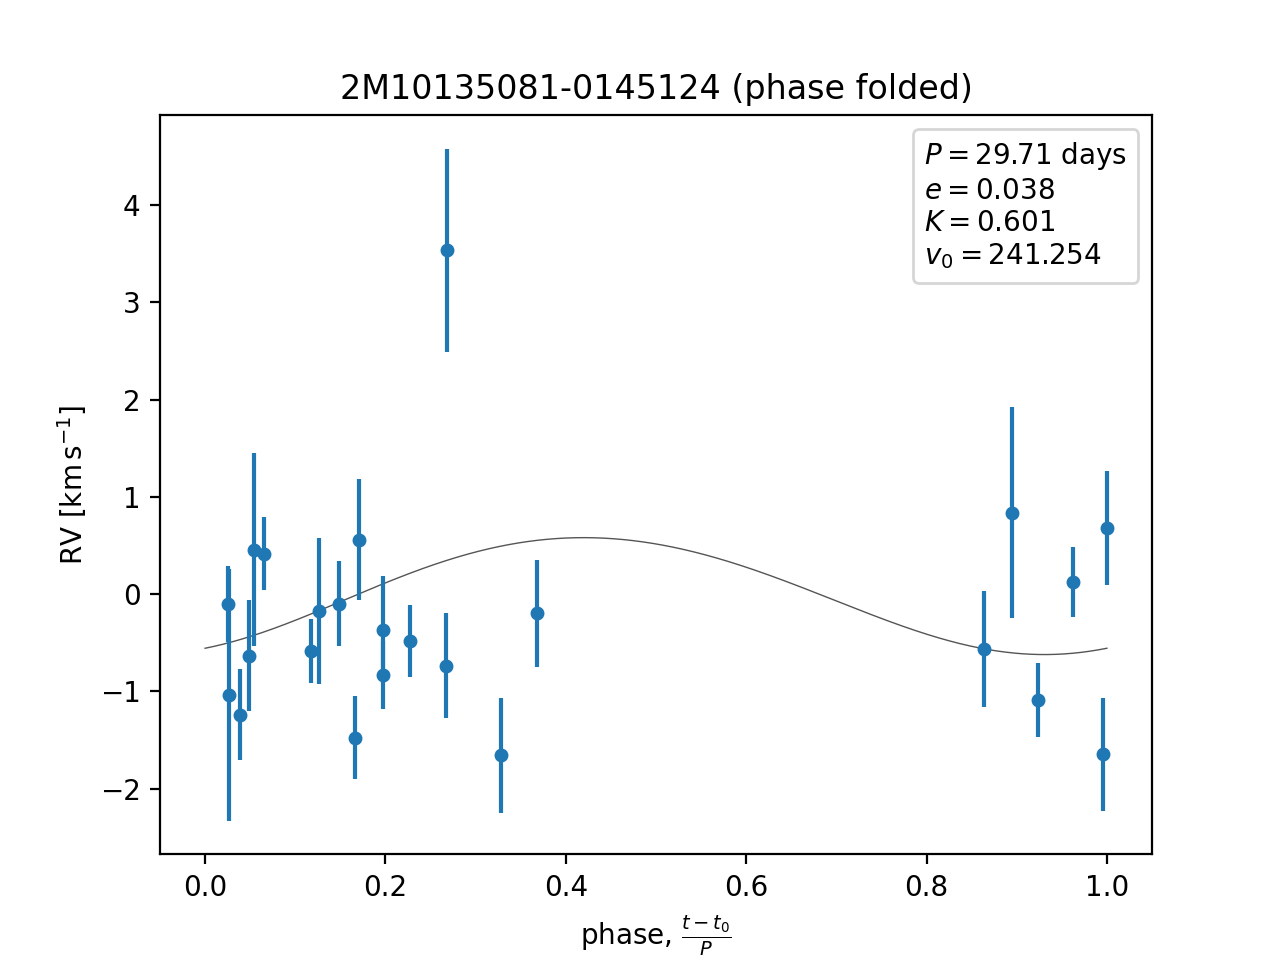 2M10135081-0145124 (phase folded)
P = 29.71 days
e = 0.038
K = 0.601
v₀ = 241.254
4
3
2
1
0
−1
−2
RV [km s⁻¹]
0.0 0.2 0.4 0.6 0.8 1.0
phase, (t − t₀)/P